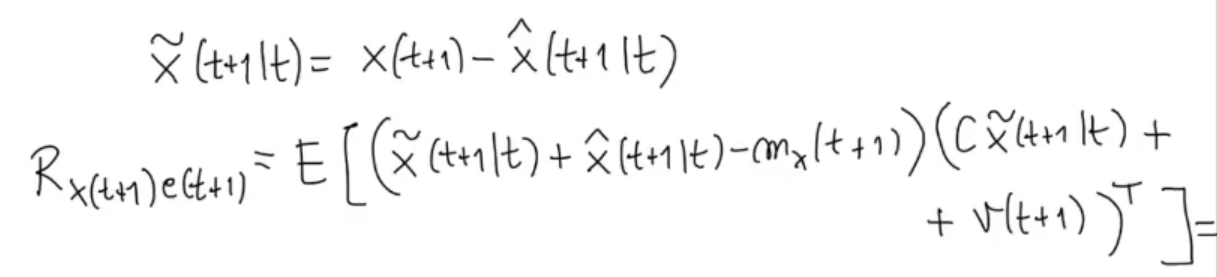 x̃(t+1|t) = x(t+1) - x̂(t+1|t)
R_{x(t+1)e(t+1)} = E[(x̃(t+1|t) + x̂(t+1|t) - m_x(t+1))(Cx̃(t+1|t) +
+ v(t+1))^T] =